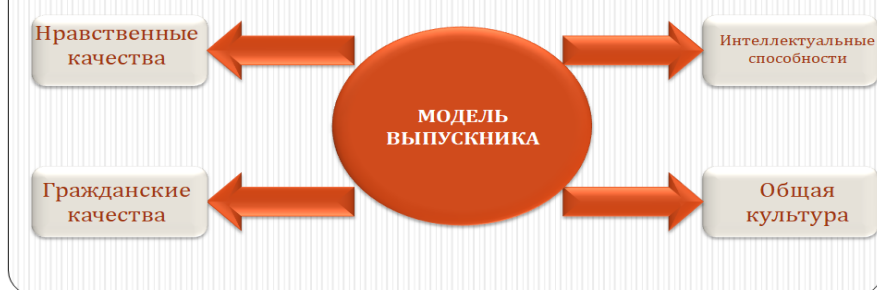 Нравственные
качества
Интеллектуальные
способности
МОДЕЛЬ
ВЫПУСКНИКА
Гражданские
качества
Общая
культура